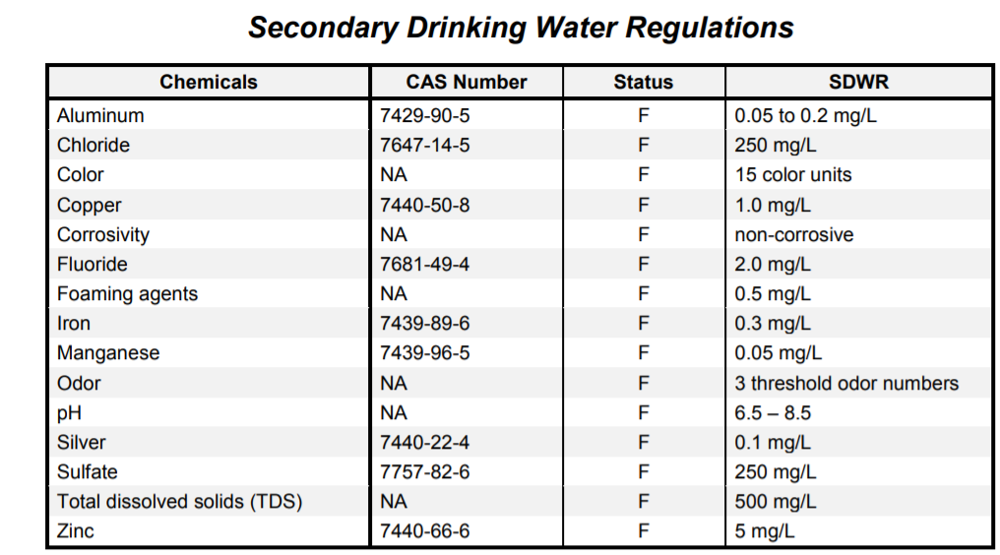 Secondary Drinking Water Regulations
Chemicals CAS Number Status SDWR
Aluminum 7429-90-5 F 0.05 to 0.2 mg/L
Chloride 7647-14-5 F 250 mg/L
Color NA F 15 color units
Copper 7440-50-8 F 1.0 mg/L
Corrosivity NA F non-corrosive
Fluoride 7681-49-4 F 2.0 mg/L
Foaming agents NA F 0.5 mg/L
Iron 7439-89-6 F 0.3 mg/L
Manganese 7439-96-5 F 0.05 mg/L
Odor NA F 3 threshold odor numbers
pH NA F 6.5 – 8.5
Silver 7440-22-4 F 0.1 mg/L
Sulfate 7757-82-6 F 250 mg/L
Total dissolved solids (TDS) NA F 500 mg/L
Zinc 7440-66-6 F 5 mg/L